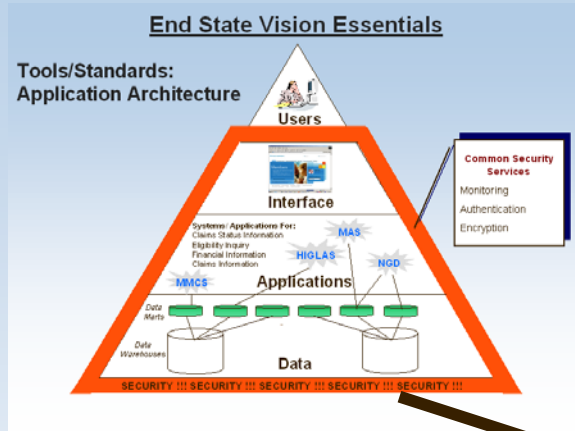 End State Vision Essentials
Tools/Standards:
Application Architecture
Users
Common Security
Services
Monitoring
Authentication
Encryption
Interface
Systems/Applications For:
Claims Status Information
Eligibility Inquiry
Financial Information
Claims Information
MAS
HIGLAS
NGD
MMCS
Applications
Data
Marts
Data
Warehouses
Data
SECURITY !!! SECURITY !!! SECURITY !!! SECURITY !!! SECURITY !!!